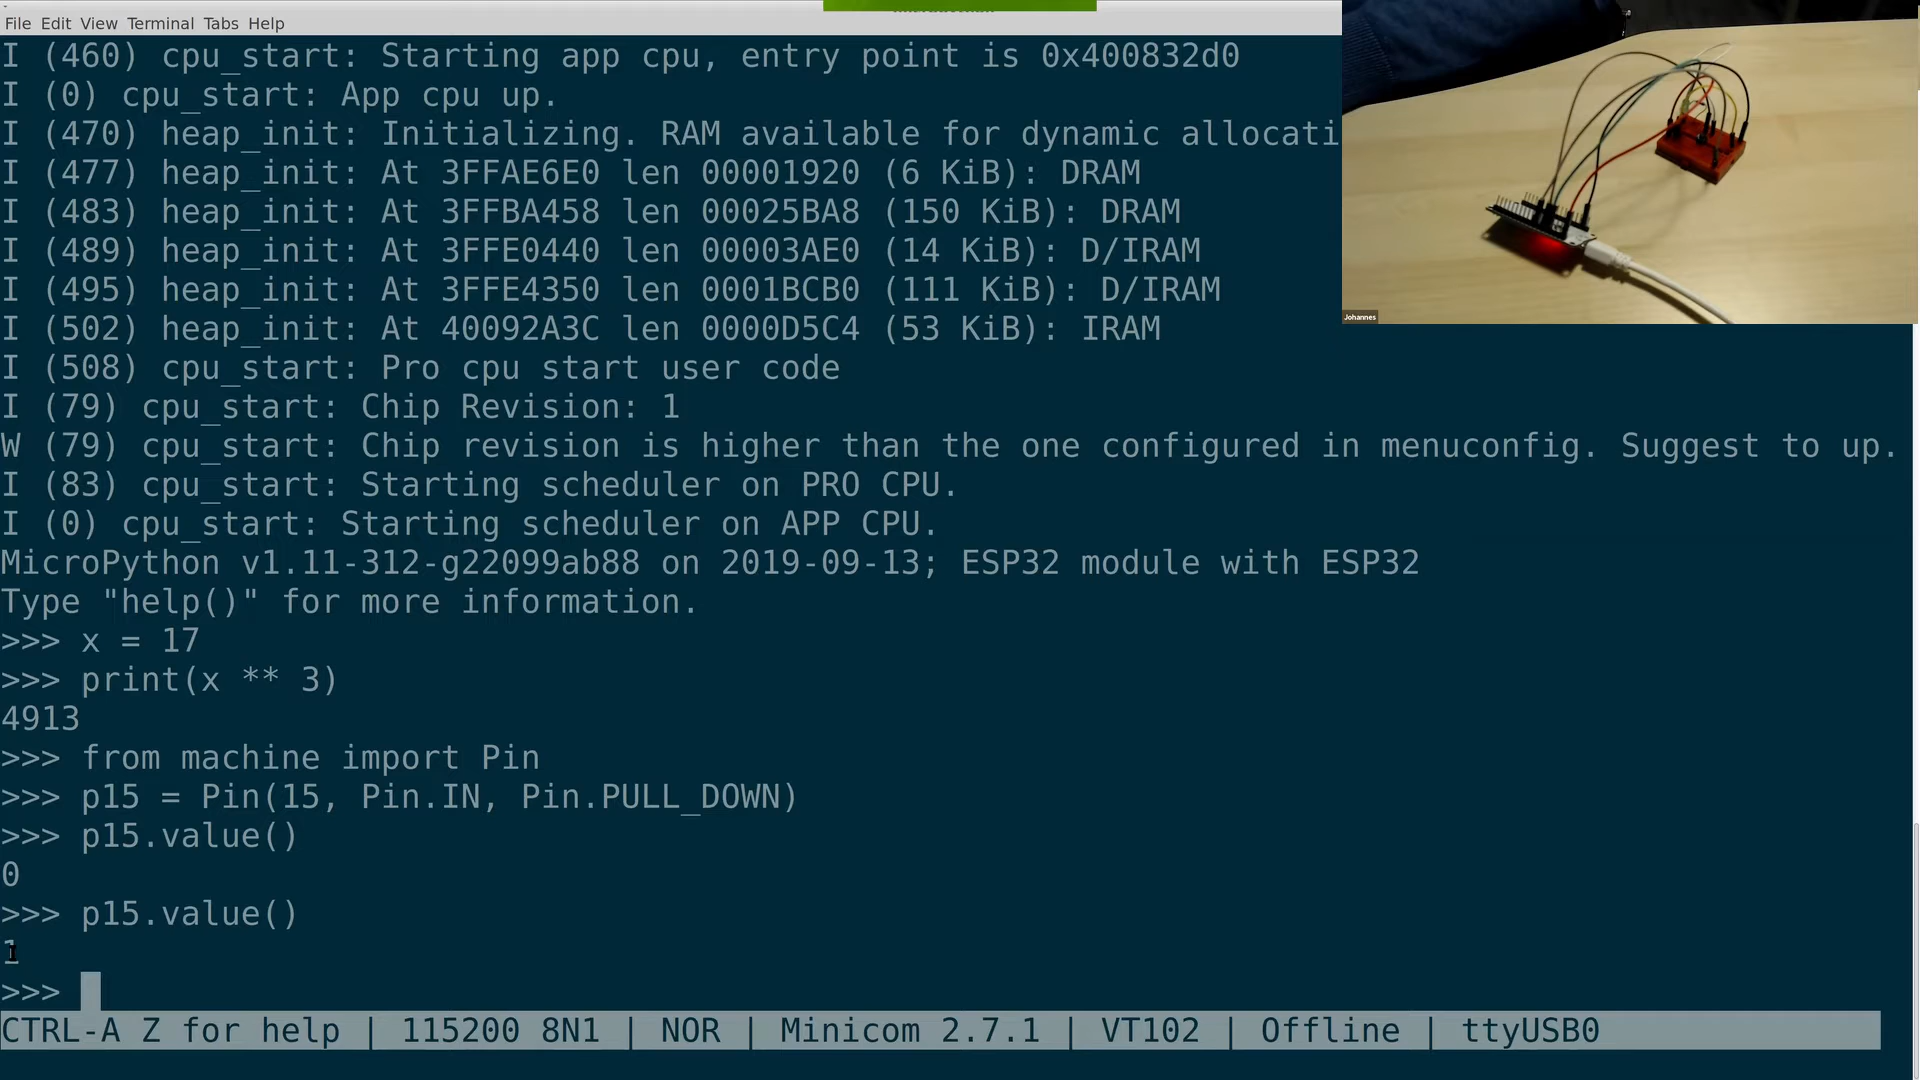 File Edit View Terminal Tabs Help
I (460) cpu_start: Starting app cpu, entry point is 0x400832d0
I (0) cpu_start: App cpu up.
I (470) heap_init: Initializing. RAM available for dynamic allocati
I (477) heap_init: At 3FFAE6E0 len 00001920 (6 KiB): DRAM
I (483) heap_init: At 3FFBA458 len 00025BA8 (150 KiB): DRAM
I (489) heap_init: At 3FFE0440 len 00003AE0 (14 KiB): D/IRAM
I (495) heap_init: At 3FFE4350 len 0001BCB0 (111 KiB): D/IRAM
I (502) heap_init: At 40092A3C len 0000D5C4 (53 KiB): IRAM
I (508) cpu_start: Pro cpu start user code
I (79) cpu_start: Chip Revision: 1
W (79) cpu_start: Chip revision is higher than the one configured in menuconfig. Suggest to up.
I (83) cpu_start: Starting scheduler on PRO CPU.
I (0) cpu_start: Starting scheduler on APP CPU.
MicroPython v1.11-312-g22099ab88 on 2019-09-13; ESP32 module with ESP32
Type "help()" for more information.
>>> x = 17
>>> print(x ** 3)
4913
>>> from machine import Pin
>>> p15 = Pin(15, Pin.IN, Pin.PULL_DOWN)
>>> p15.value()
0
>>> p15.value()
1
>>>
CTRL-A Z for help | 115200 8N1 | NOR | Minicom 2.7.1 | VT102 | Offline | ttyUSB0
Johannes